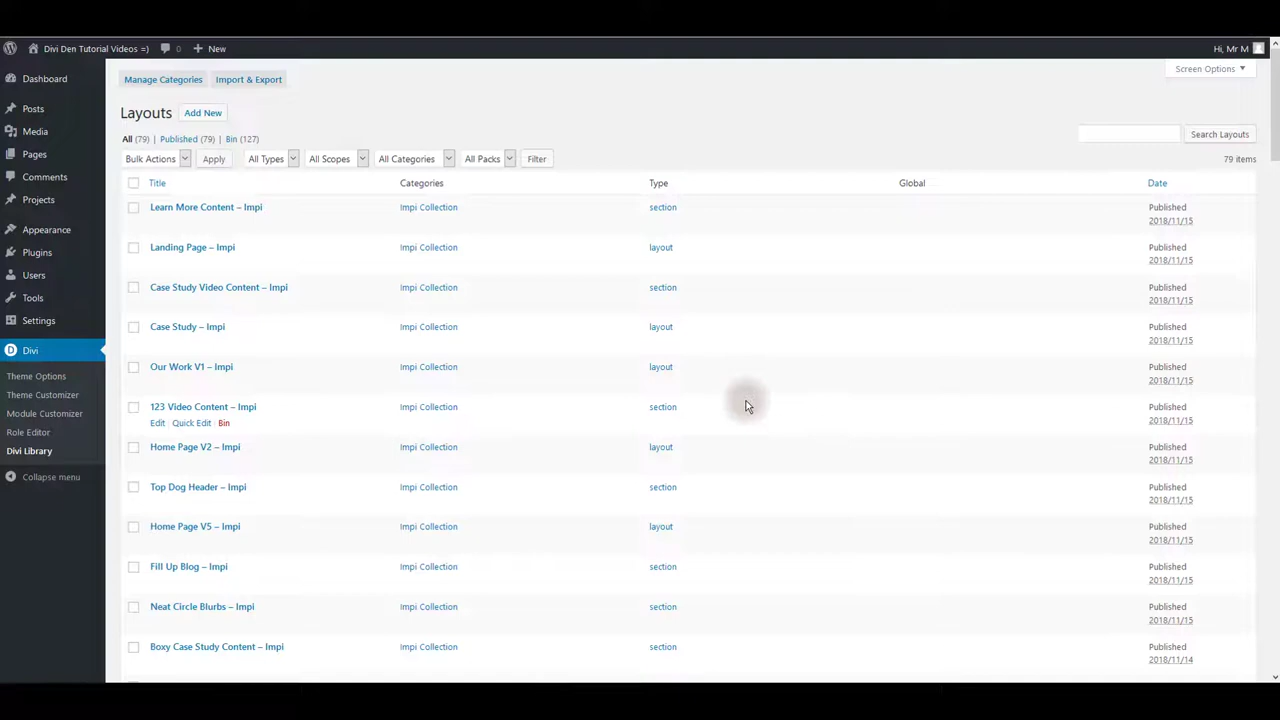 Divi Den Tutorial Videos =) 0 New Hi, Mr M
Dashboard
Posts
Media
Pages
Comments
Projects
Appearance
Plugins
Users
Tools
Settings
Divi
Theme Options
Theme Customizer
Module Customizer
Role Editor
Divi Library
Collapse menu
Manage Categories Import & Export Screen Options
Layouts Add New
All (79) | Published (79) | Bin (127)
Search Layouts
Bulk Actions Apply All Types All Scopes All Categories All Packs Filter 79 items
Title Categories Type Global Date
Learn More Content – Impi Impi Collection section Published
2018/11/15
Landing Page – Impi Impi Collection layout Published
2018/11/15
Case Study Video Content – Impi Impi Collection section Published
2018/11/15
Case Study – Impi Impi Collection layout Published
2018/11/15
Our Work V1 – Impi Impi Collection layout Published
2018/11/15
123 Video Content – Impi Impi Collection section Published
Edit | Quick Edit | Bin 2018/11/15
Home Page V2 – Impi Impi Collection layout Published
2018/11/15
Top Dog Header – Impi Impi Collection section Published
2018/11/15
Home Page V5 – Impi Impi Collection layout Published
2018/11/15
Fill Up Blog – Impi Impi Collection section Published
2018/11/15
Neat Circle Blurbs – Impi Impi Collection section Published
2018/11/15
Boxy Case Study Content – Impi Impi Collection section Published
2018/11/14